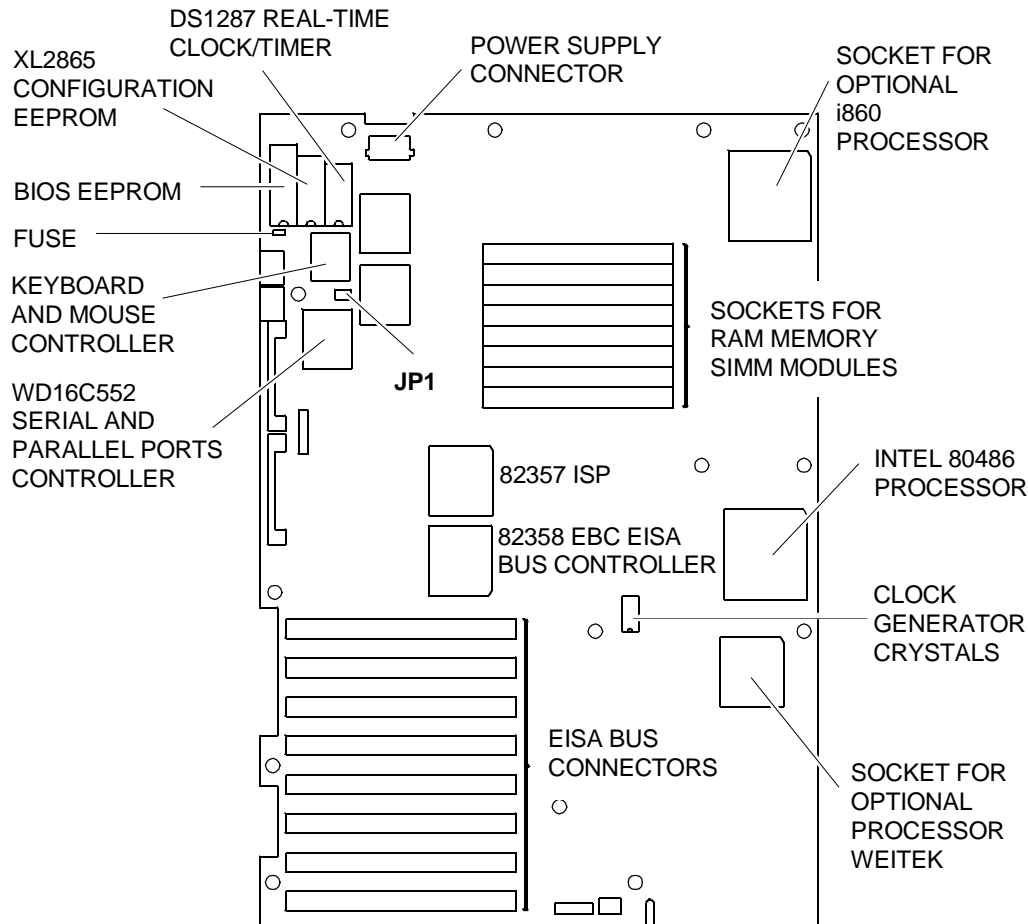 DS1287 REAL-TIME
CLOCK/TIMER
POWER SUPPLY
CONNECTOR
SOCKET FOR
OPTIONAL
i860
PROCESSOR
XL2865
CONFIGURATION
EEPROM
BIOS EEPROM
FUSE
KEYBOARD
AND MOUSE
CONTROLLER
SOCKETS FOR
RAM MEMORY
SIMM MODULES
JP1
WD16C552
SERIAL AND
PARALLEL PORTS
CONTROLLER
82357 ISP
INTEL 80486
PROCESSOR
82358 EBC EISA
BUS CONTROLLER
CLOCK
GENERATOR
CRYSTALS
EISA BUS
CONNECTORS
SOCKET FOR
OPTIONAL
PROCESSOR
WEITEK